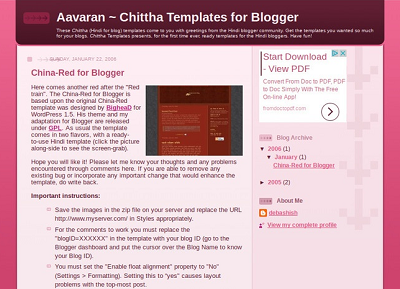 Aavaran ~ Chittha Templates for Blogger
These Chittha (Hindi for blog) templates come to you with greetings from the Hindi blogger community. Get the templates you wanted so much
for your blogs. Chittha Templates presents, for the first time ever, ready templates for the Hindi bloggers. Have fun!
SUNDAY, JANUARY 22, 2006
China-Red for Blogger
Here comes another red after the "Red
train". The China-Red for Blogger is
based upon the original China-Red
template was designed by BigheaD for
WordPress 1.5. His theme and my
adaptation for Blogger are released
under GPL. As usual the template
comes in two flavors, with a ready-
to-use Hindi template (click the picture
along-side to see the screen-grab).
Hope you will like it! Please let me know your thoughts and any problems
encountered through comments here. If you are able to remove any
existing bug or incorporate any important change that would enhance the
template, do write back.
Important instructions:
Save the images in the zip file on your server and replace the URL
http://www.myserver.com/ in Styles appropriately.
For the comments to work you must replace the
"blogID=XXXXXX" in the template with your blog ID (go to the
Blogger dashboard and put the cursor over the Blog Name to know
your Blog ID).
You must set the "Enable float alignment" property to "No"
(Settings > Formatting). Setting this to "yes" causes layout
problems with the top-most post.
Start Download
- View PDF
Convert From Doc to PDF, PDF
to Doc Simply With The Free
On-line App!
fromdoctopdf.com
Blog Archive
▼ 2006 (1)
▼ January (1)
China-Red for Blogger
► 2005 (2)
About Me
debashish
View my complete profile